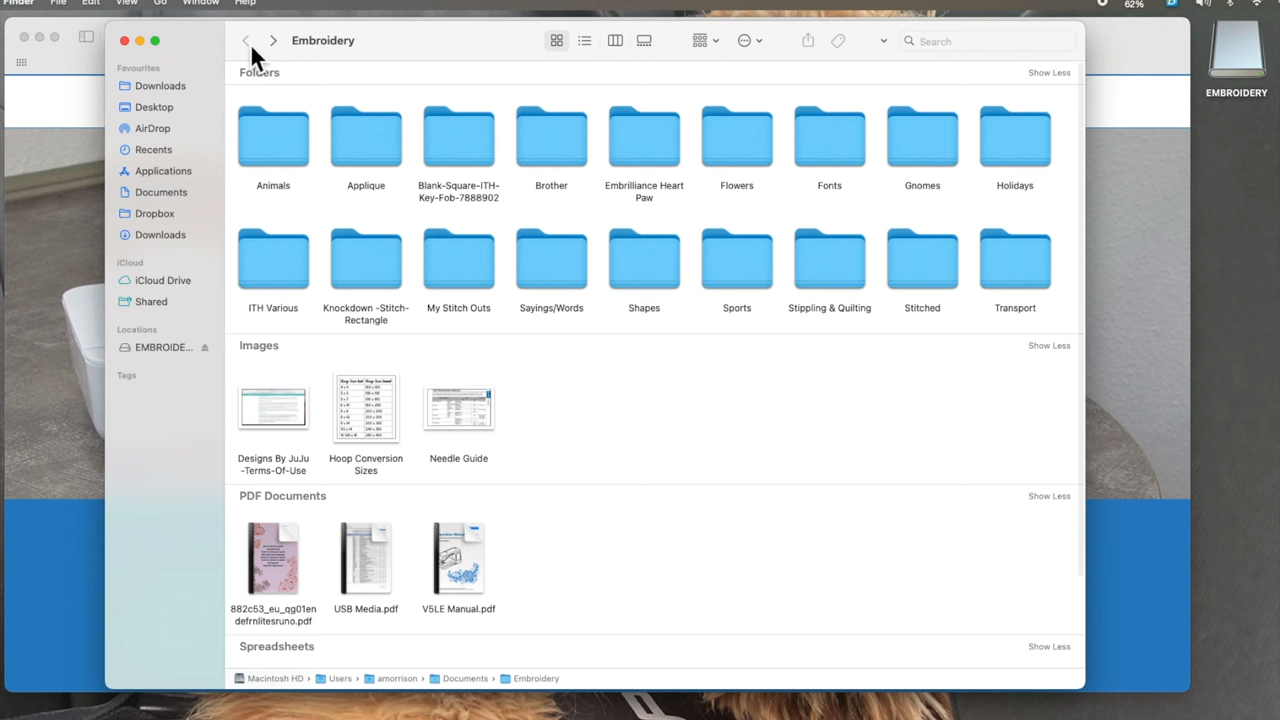 Finder File Edit View Go Window Help 62%
Embroidery
Search
Favourites
Downloads
Desktop
AirDrop
Recents
Applications
Documents
Dropbox
Downloads
iCloud
iCloud Drive
Shared
Locations
EMBROIDE...
Tags
Folders Show Less
Animals Applique Blank-Square-ITH- Brother Embrilliance Heart Flowers Fonts Gnomes Holidays
Key-Fob-7888902 Paw
ITH Various Knockdown -Stitch- My Stitch Outs Sayings/Words Shapes Sports Stippling & Quilting Stitched Transport
Rectangle
Images Show Less
Designs By JuJu Hoop Conversion Needle Guide
-Terms-Of-Use Sizes
PDF Documents Show Less
882c53_eu_qg01en USB Media.pdf V5LE Manual.pdf
defrnlitesruno.pdf
Spreadsheets Show Less
Macintosh HD › Users › amorrison › Documents › Embroidery
EMBROIDERY